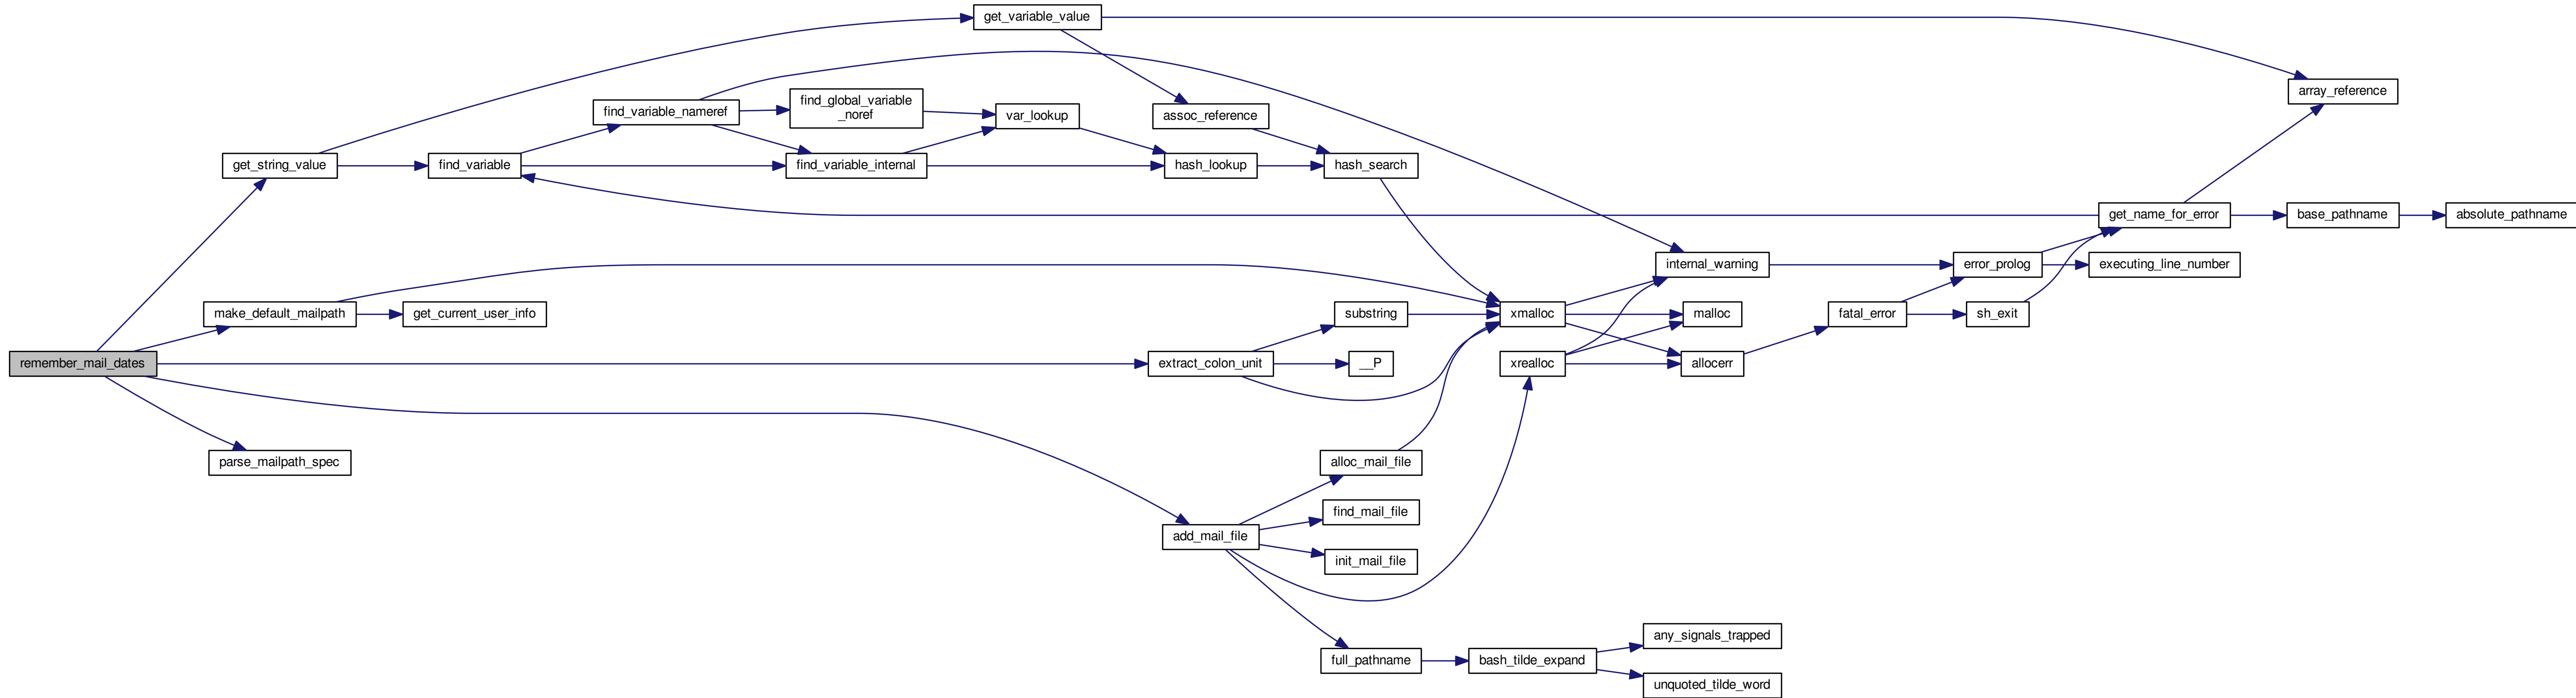 get_variable_value
array_reference
find_variable_nameref
find_global_variable
_noref
var_lookup
assoc_reference
get_string_value
find_variable
find_variable_internal
hash_lookup
hash_search
get_name_for_error
base_pathname
absolute_pathname
internal_warning
error_prolog
executing_line_number
make_default_mailpath
get_current_user_info
substring
xmalloc
malloc
fatal_error
sh_exit
remember_mail_dates
extract_colon_unit
__P
xrealloc
allocerr
parse_mailpath_spec
alloc_mail_file
find_mail_file
add_mail_file
init_mail_file
any_signals_trapped
full_pathname
bash_tilde_expand
unquoted_tilde_word